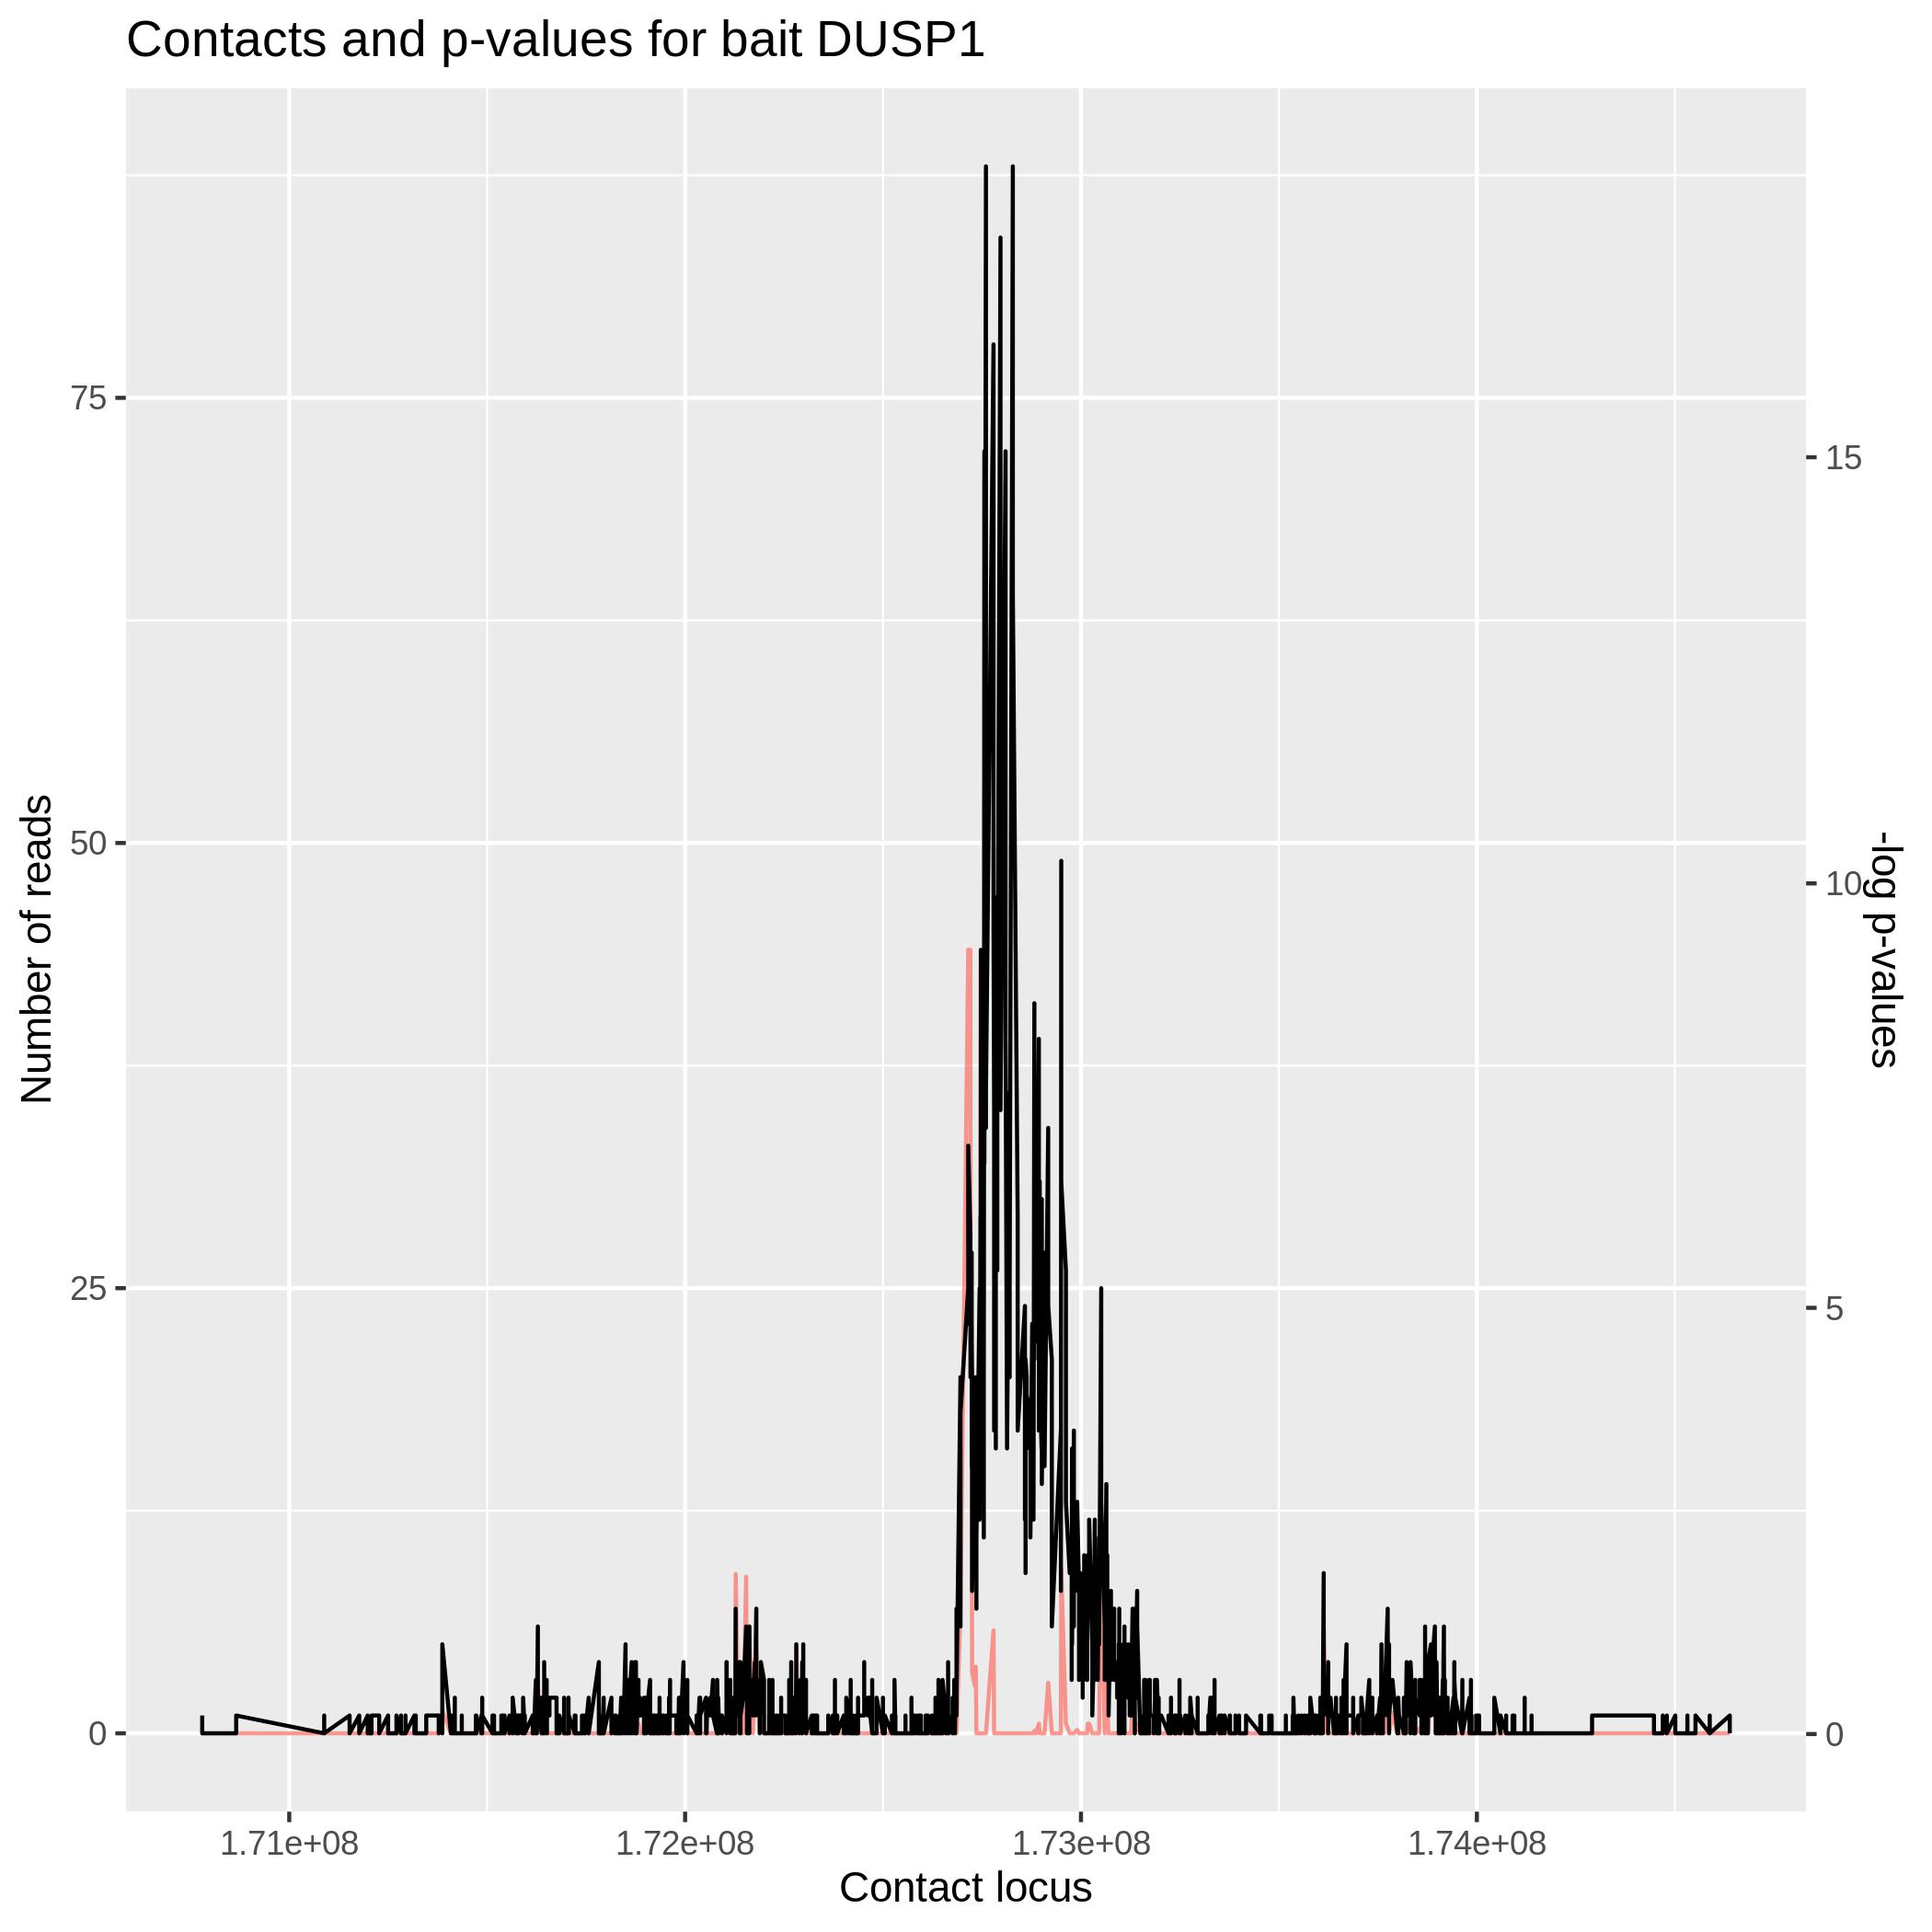 Contacts and p-values for bait DUSP1
Number of reads
75
50
25
0
15
10
5
0
-log p-values
1.71e+08
1.72e+08
1.73e+08
1.74e+08
Contact locus